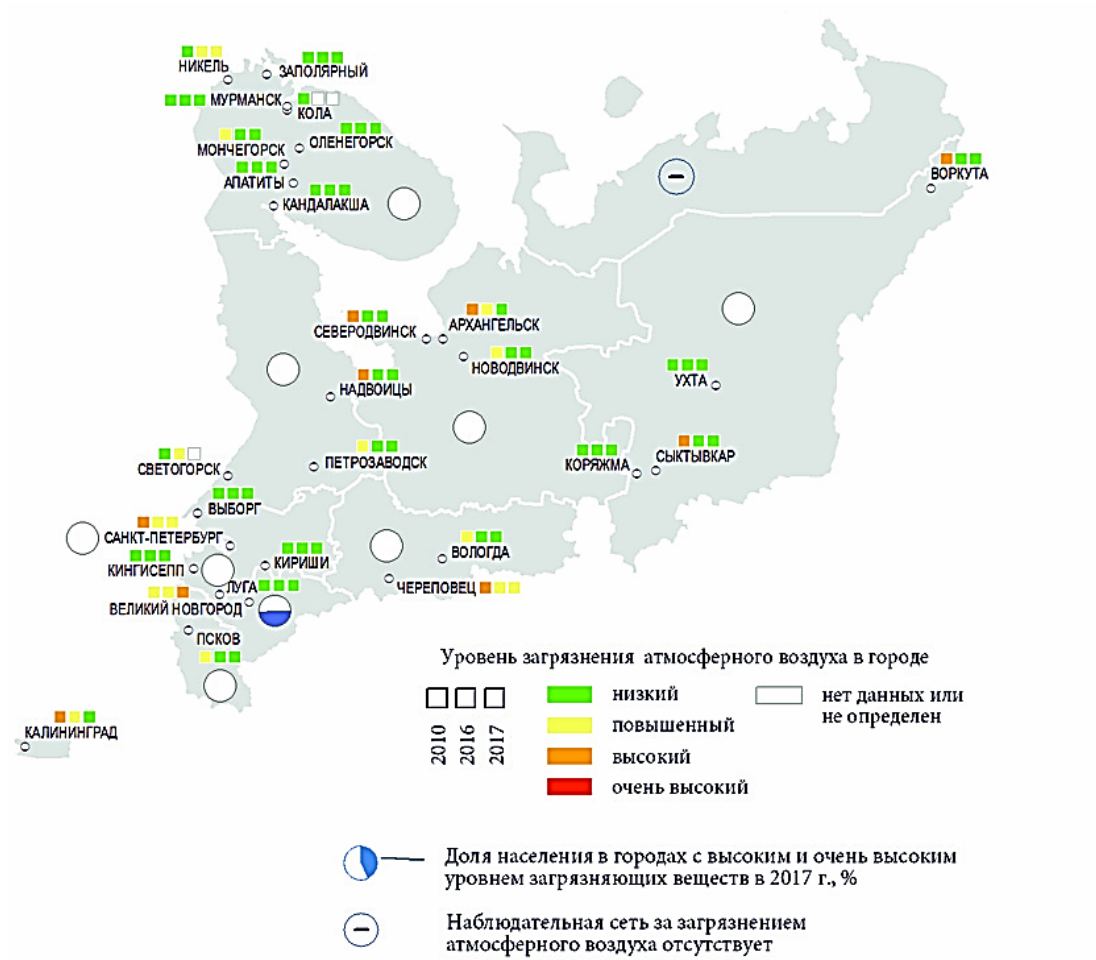 НИКЕЛЬ
ЗАПОЛЯРНЫЙ
МУРМАНСК
КОЛА
МОНЧЕГОРСК
ОЛЕНЕГОРСК
АПАТИТЫ
КАНДАЛАКША
ВОРКУТА
СЕВЕРОДВИНСК
АРХАНГЕЛЬСК
НОВОДВИНСК
НАДВОИЦЫ
УХТА
ПЕТРОЗАВОДСК
КОРЯЖМА
СЫКТЫВКАР
СВЕТОГОРСК
ВЫБОРГ
САНКТ-ПЕТЕРБУРГ
ВОЛОГДА
КИНГИСЕПП
КИРИШИ
ЛУГА
ЧЕРЕПОВЕЦ
ВЕЛИКИЙ НОВГОРОД
ПСКОВ
КАЛИНИНГРАД
Уровень загрязнения атмосферного воздуха в городе
2010
2016
2017
низкий
повышенный
высокий
очень высокий
нет данных или
не определен
Доля населения в городах с высоким и очень высоким
уровнем загрязняющих веществ в 2017 г., %
Наблюдательная сеть за загрязнением
атмосферного воздуха отсутствует